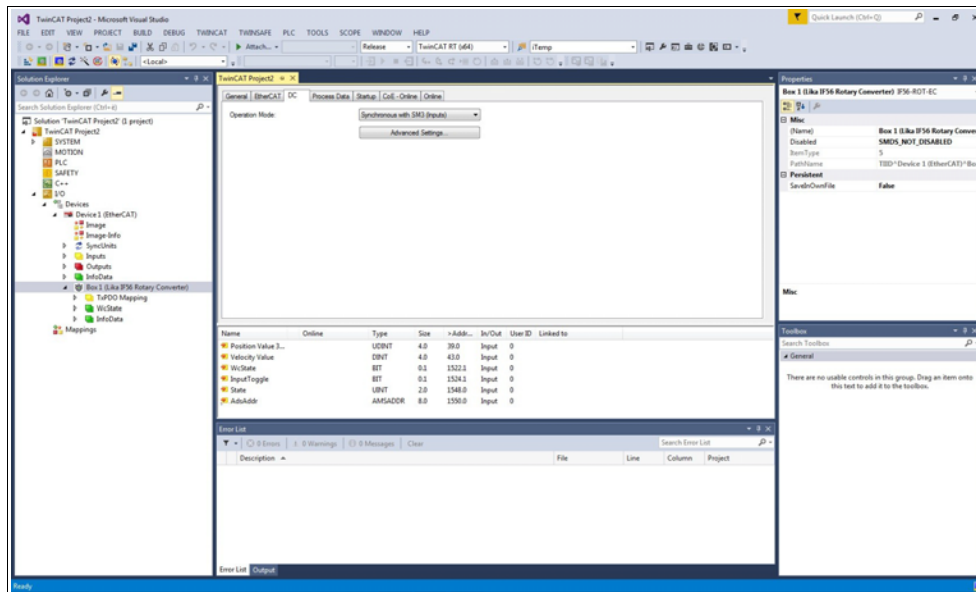 TwinCAT Project2 - Microsoft Visual Studio
Quick Launch (Ctrl+Q)
FILE EDIT VIEW PROJECT BUILD DEBUG TWINCAT TWINSAFE PLC TOOLS SCOPE WINDOW HELP
Attach... Release TwinCAT RT (x64) iTemp
<Local>
Solution Explorer
Search Solution Explorer (Ctrl+è)
Solution 'TwinCAT Project2' (1 project)
TwinCAT Project2
SYSTEM
MOTION
PLC
SAFETY
C++
I/O
Devices
Device 1 (EtherCAT)
Image
Image-Info
SyncUnits
Inputs
Outputs
InfoData
Box 1 (Lika IF56 Rotary Converter)
TxPDO Mapping
WcState
InfoData
Mappings
TwinCAT Project2
General EtherCAT DC Process Data Startup CoE - Online Online
Operation Mode: Synchronous with SM3 (Inputs)
Advanced Settings...
Name Online Type Size >Addr... In/Out User ID Linked to
Position Value 3... UDINT 4.0 39.0 Input 0
Velocity Value DINT 4.0 43.0 Input 0
WcState BIT 0.1 1522.1 Input 0
InputToggle BIT 0.1 1524.1 Input 0
State UINT 2.0 1548.0 Input 0
AdsAddr AMSADDR 8.0 1550.0 Input 0
Error List
0 Errors 0 Warnings 0 Messages Clear
Search Error List
Description File Line Column Project
Error List Output
Properties
Box 1 (Lika IF56 Rotary Converter) IF56-ROT-EC
Misc
(Name) Box 1 (Lika IF56 Rotary Conve
Disabled SMDS_NOT_DISABLED
ItemType 5
PathName TIID^Device 1 (EtherCAT)^Bo
Persistent
SaveInOwnFile False
Misc
Toolbox
Search Toolbox
General
There are no usable controls in this group. Drag an item onto
this text to add it to the toolbox.
Ready